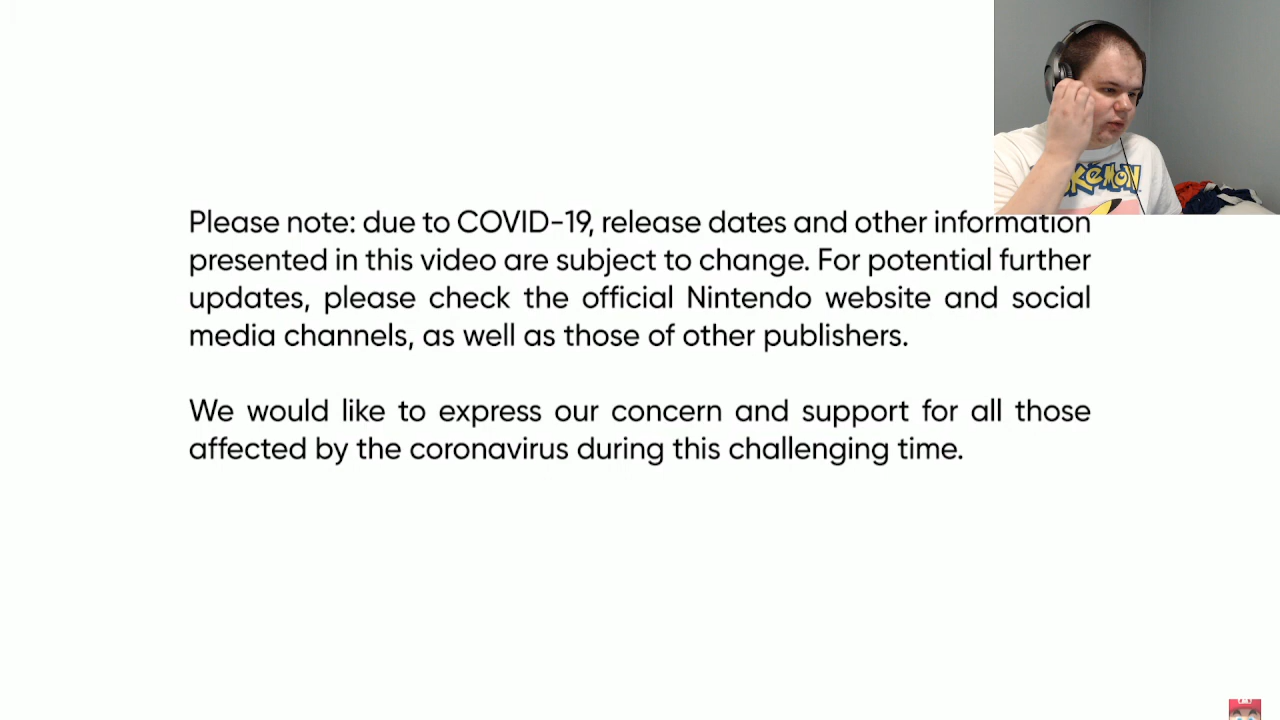 Please note: due to COVID-19, release dates and other information
presented in this video are subject to change. For potential further
updates, please check the official Nintendo website and social
media channels, as well as those of other publishers.
We would like to express our concern and support for all those
affected by the coronavirus during this challenging time.
POKéMON
M